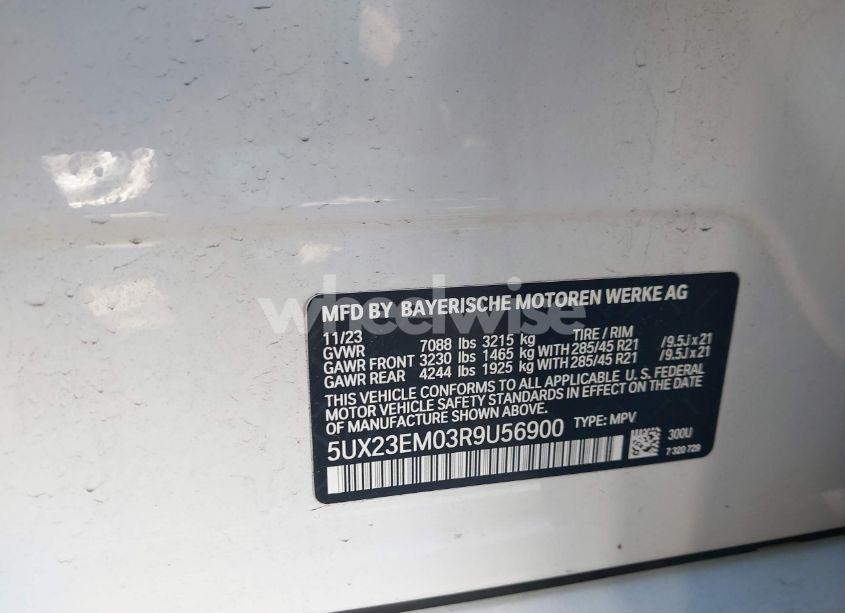 MFD BY BAYERISCHE MOTOREN WERKE AG
11/23 TIRE / RIM
GVWR 7088 lbs 3215 kg
GAWR FRONT 3230 lbs 1465 kg WITH 285/45 R21 /9.5J x 21
GAWR REAR 4244 lbs 1925 kg WITH 285/45 R21 /9.5J x 21
THIS VEHICLE CONFORMS TO ALL APPLICABLE U. S. FEDERAL
MOTOR VEHICLE SAFETY STANDARDS IN EFFECT ON THE DATE
OF MANUFACTURE SHOWN ABOVE.
5UX23EM03R9U56900 TYPE: MPV
300U
7 320 729
wheelwise